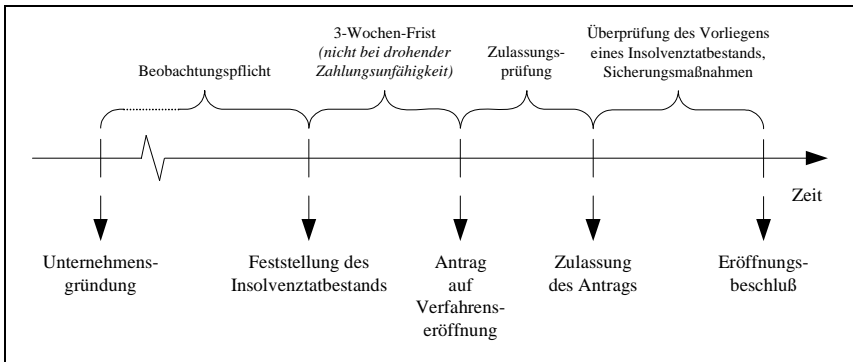 Beobachtungspflicht
3-Wochen-Frist
(nicht bei drohender
Zahlungsunfähigkeit)
Zulassungs-
prüfung
Überprüfung des Vorliegens
eines Insolvenztatbestands,
Sicherungsmaßnahmen
Zeit
Unternehmens-
gründung
Feststellung des
Insolvenztatbestands
Antrag
auf
Verfahrens-
eröffnung
Zulassung
des Antrags
Eröffnungs-
beschluß